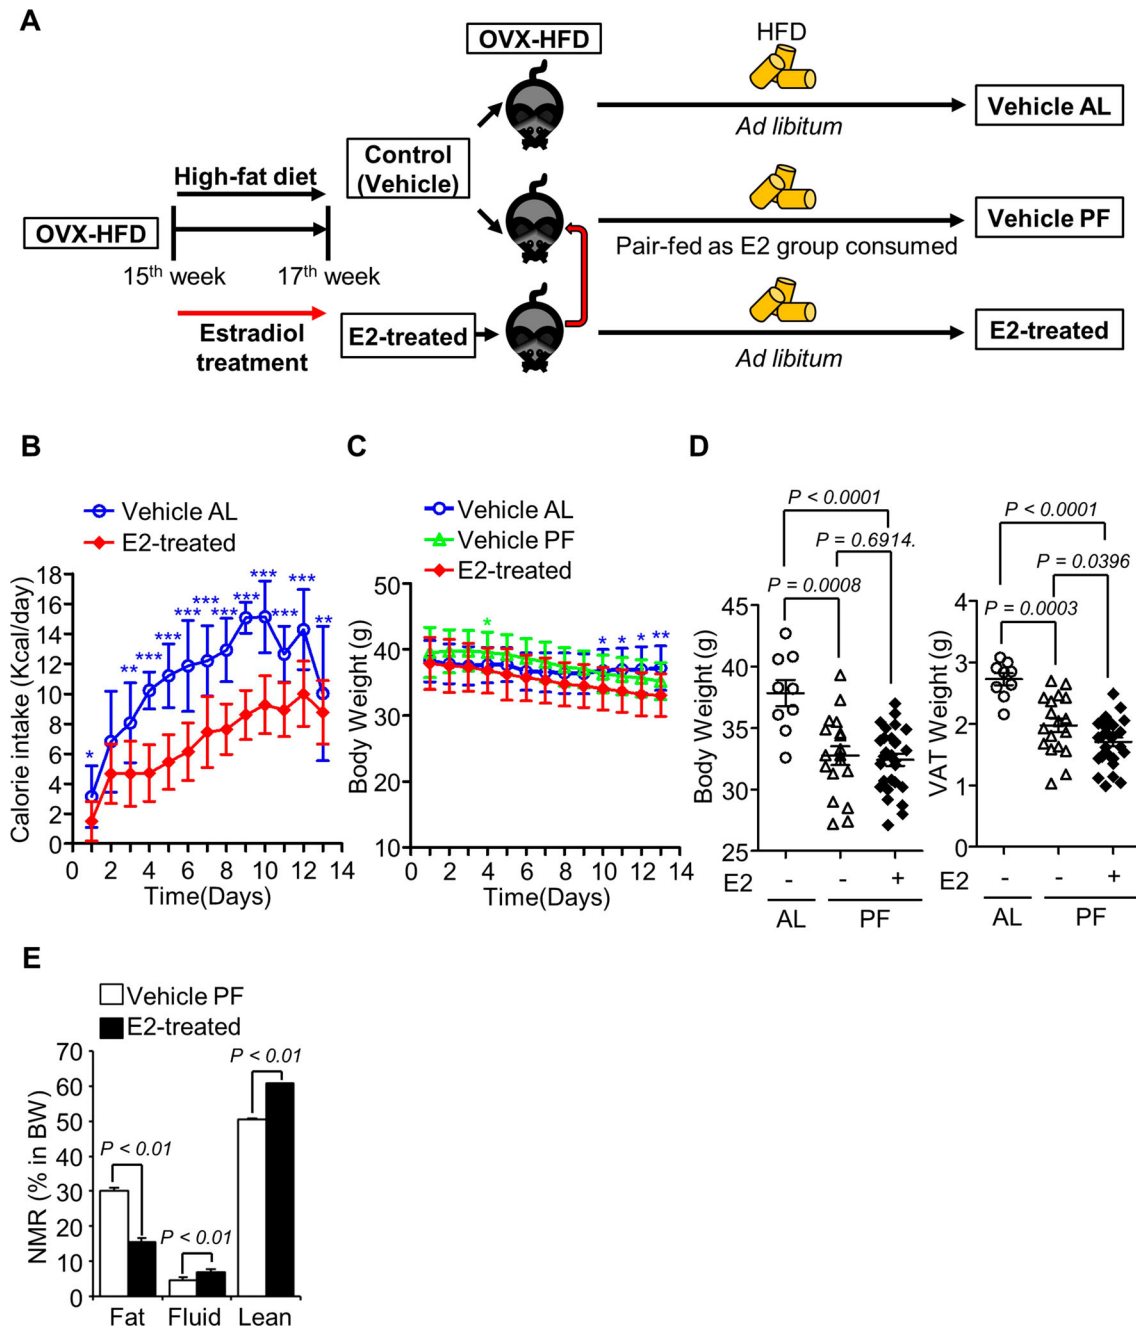 A
OVX-HFD
HFD
Ad libitum
Vehicle AL
High-fat diet
Control
(Vehicle)
OVX-HFD
15th week
17th week
Pair-fed as E2 group consumed
Vehicle PF
Estradiol
treatment
E2-treated
Ad libitum
E2-treated
B
Vehicle AL
E2-treated
Calorie intake (Kcal/day)
18
16
14
12
10
8
6
4
2
0
*
**
***
***
***
***
***
***
***
***
***
**
0 2 4 6 8 10 12 14
Time(Days)
C
Vehicle AL
Vehicle PF
E2-treated
Body Weight (g)
50
40
30
20
10
*
* * * **
0 2 4 6 8 10 12 14
Time(Days)
D
P < 0.0001
P = 0.6914.
P = 0.0008
Body Weight (g)
45
40
35
30
25
E2 - - +
AL PF
P < 0.0001
P = 0.0396
P = 0.0003
VAT Weight (g)
4
3
2
1
0
E2 - - +
AL PF
E
Vehicle PF
E2-treated
NMR (% in BW)
70
60
50
40
30
20
10
0
P < 0.01
P < 0.01
P < 0.01
Fat Fluid Lean